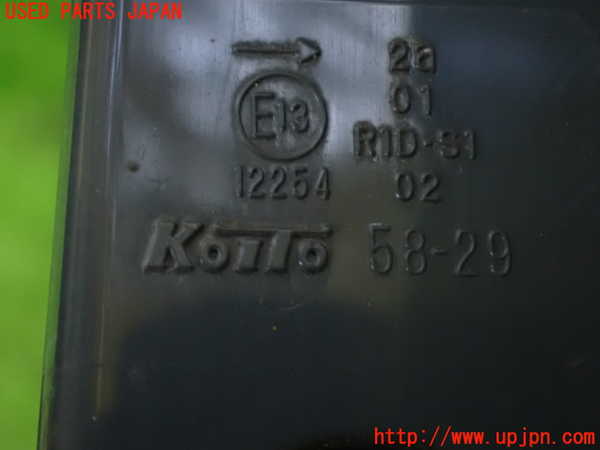 USED PARTS JAPAN
2a
E13
01
R1D-S1
12254
02
KOITO 58-29
http://www.upjpn.com/